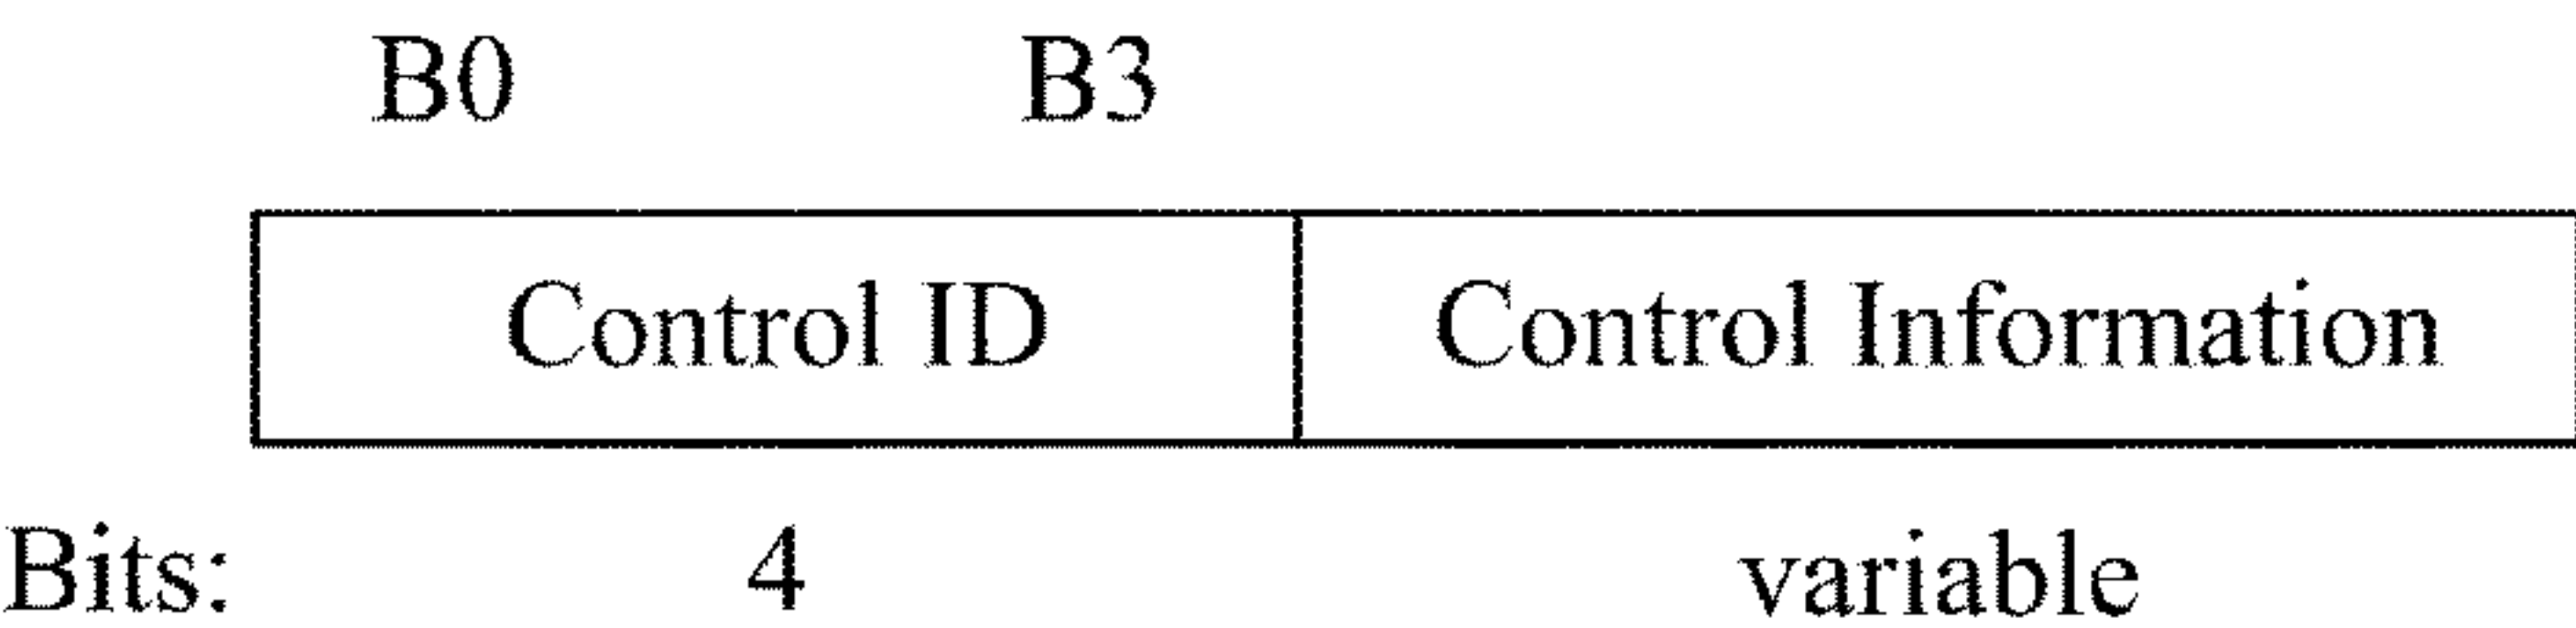 B0 B3
Control ID Control Information
Bits: 4 variable